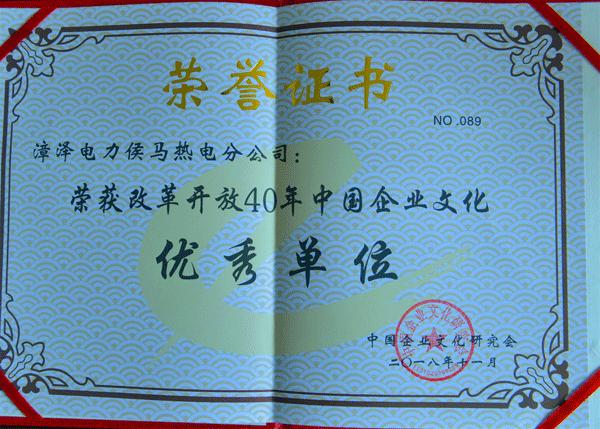 荣誉证书
NO .089
漳泽电力侯马热电分公司：
荣获改革开放40年中国企业文化
优秀单位
中国企业文化研究会
二〇一八年十一月